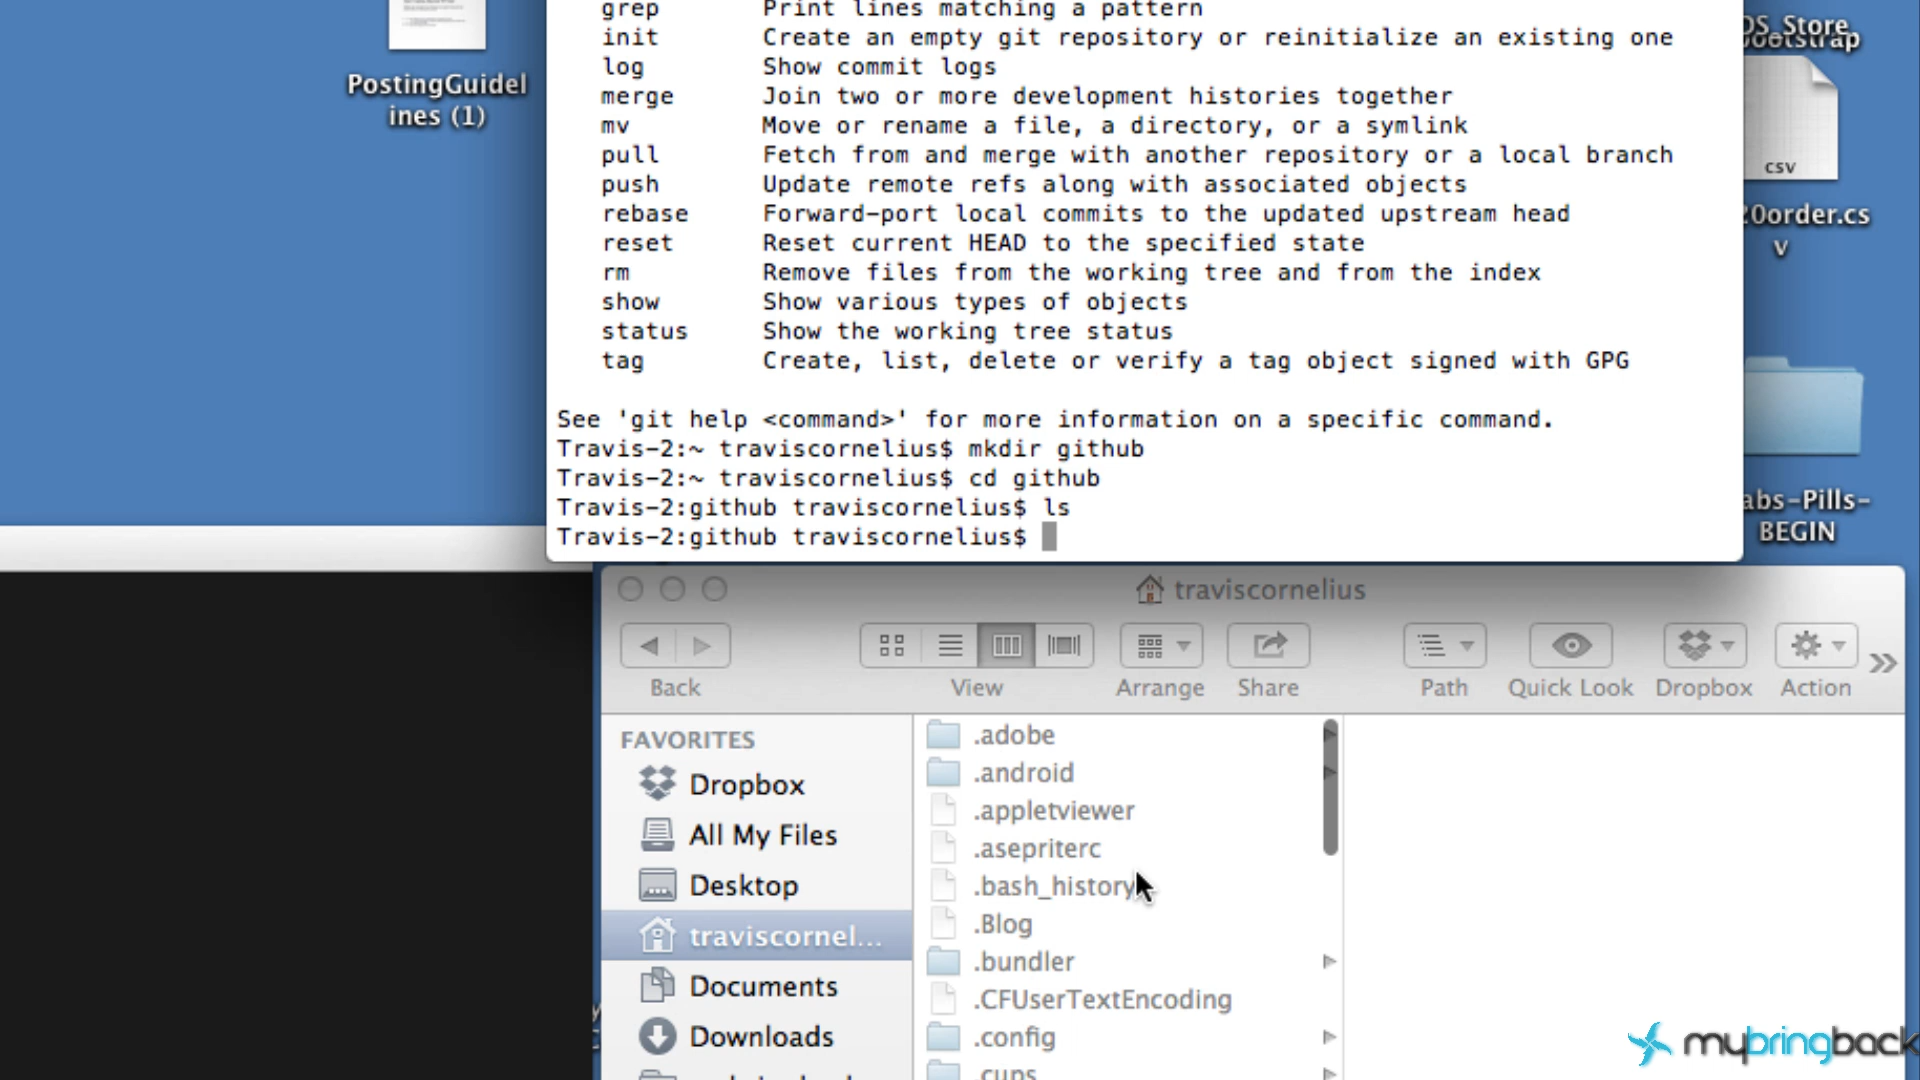 PostingGuidel
ines (1)
grep Print lines matching a pattern
init Create an empty git repository or reinitialize an existing one
log Show commit logs
merge Join two or more development histories together
mv Move or rename a file, a directory, or a symlink
pull Fetch from and merge with another repository or a local branch
push Update remote refs along with associated objects
rebase Forward-port local commits to the updated upstream head
reset Reset current HEAD to the specified state
rm Remove files from the working tree and from the index
show Show various types of objects
status Show the working tree status
tag Create, list, delete or verify a tag object signed with GPG
See 'git help <command>' for more information on a specific command.
Travis-2:~ traviscornelius$ mkdir github
Travis-2:~ traviscornelius$ cd github
Travis-2:github traviscornelius$ ls
Travis-2:github traviscornelius$
DS_Store
bootstrap
csv
20order.cs
v
abs-Pills-
BEGIN
traviscornelius
Back View Arrange Share Path Quick Look Dropbox Action
FAVORITES
Dropbox
All My Files
Desktop
traviscornel...
Documents
Downloads
.adobe
.android
.appletviewer
.asepriterc
.bash_history
.Blog
.bundler
.CFUserTextEncoding
.config
.cups
mybringback